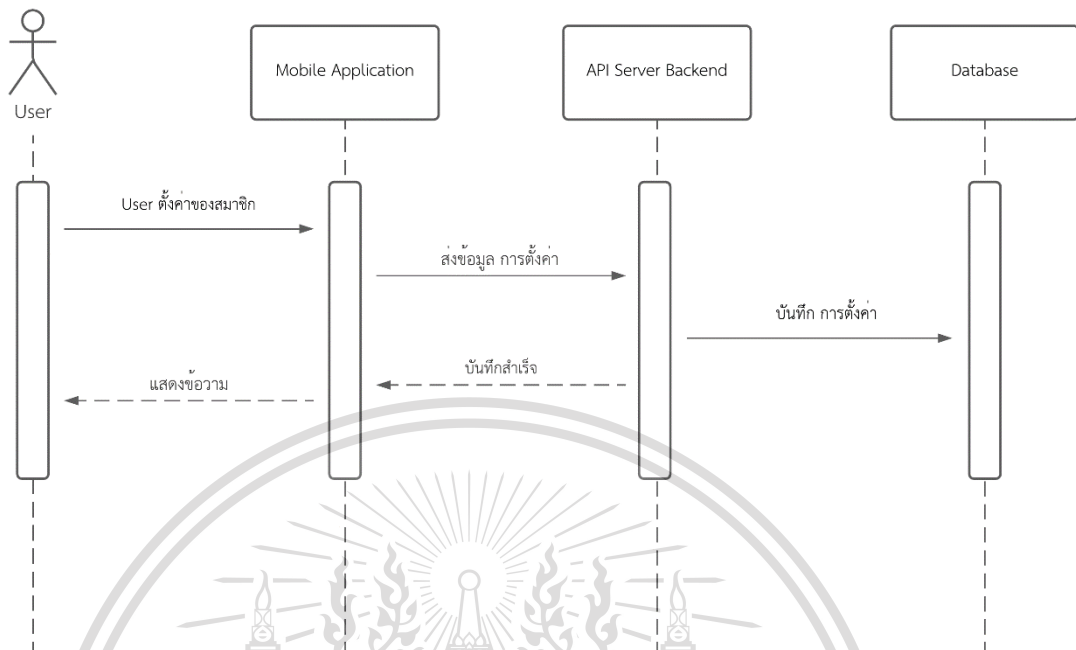 User
Mobile Application
API Server Backend
Database
User ตั้งค่าของสมาชิก
ส่งข้อมูล การตั้งค่า
บันทึก การตั้งค่า
บันทึกสำเร็จ
แสดงข้อวาม